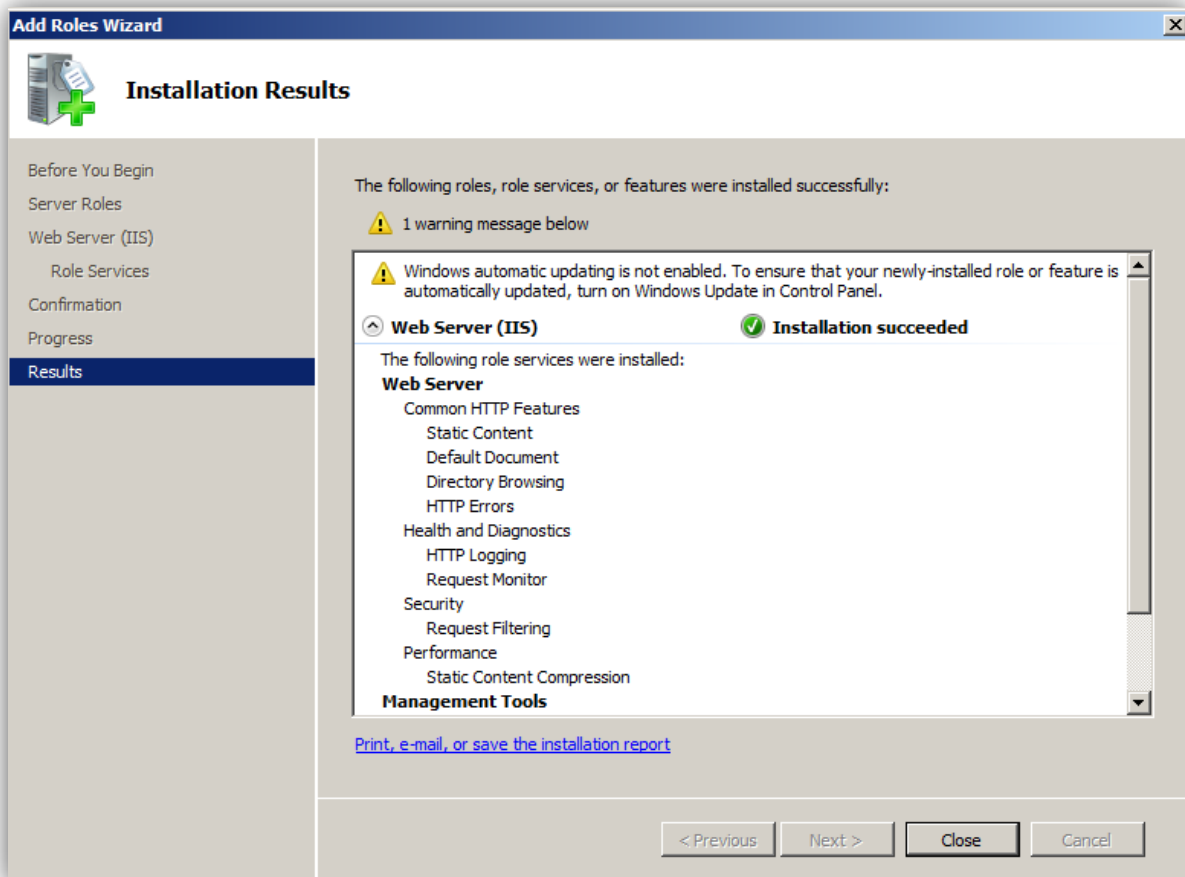 Add Roles Wizard
Installation Results
Before You Begin
Server Roles
Web Server (IIS)
Role Services
Confirmation
Progress
Results
The following roles, role services, or features were installed successfully:
1 warning message below
Windows automatic updating is not enabled. To ensure that your newly-installed role or feature is
automatically updated, turn on Windows Update in Control Panel.
Web Server (IIS) Installation succeeded
The following role services were installed:
Web Server
Common HTTP Features
Static Content
Default Document
Directory Browsing
HTTP Errors
Health and Diagnostics
HTTP Logging
Request Monitor
Security
Request Filtering
Performance
Static Content Compression
Management Tools
Print, e-mail, or save the installation report
< Previous Next > Close Cancel